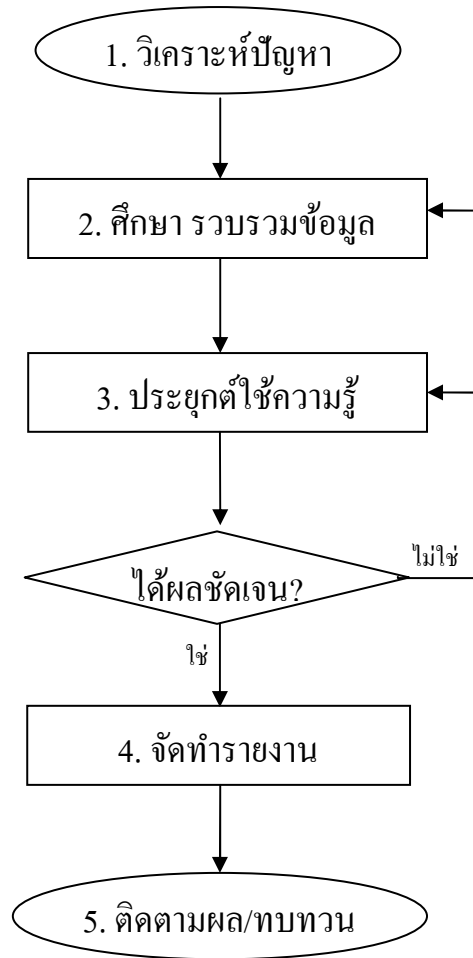 1. วิเคราะห์ปัญหา
2. ศึกษา รวบรวมข้อมูล
3. ประยุกต์ใช้ความรู้
ได้ผลชัดเจน?
ไม่ใช่
ใช่
4. จัดทำรายงาน
5. ติดตามผล/ทบทวน